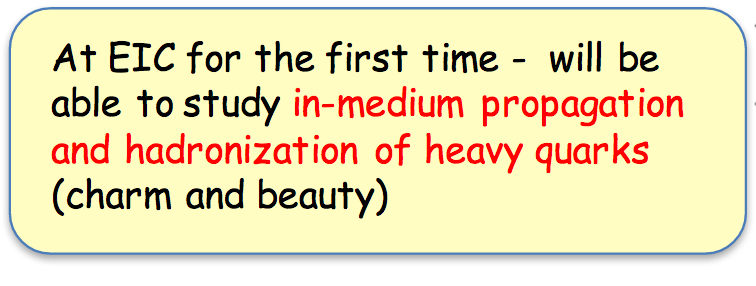 At EIC for the first time - will be
able to study in-medium propagation
and hadronization of heavy quarks
(charm and beauty)